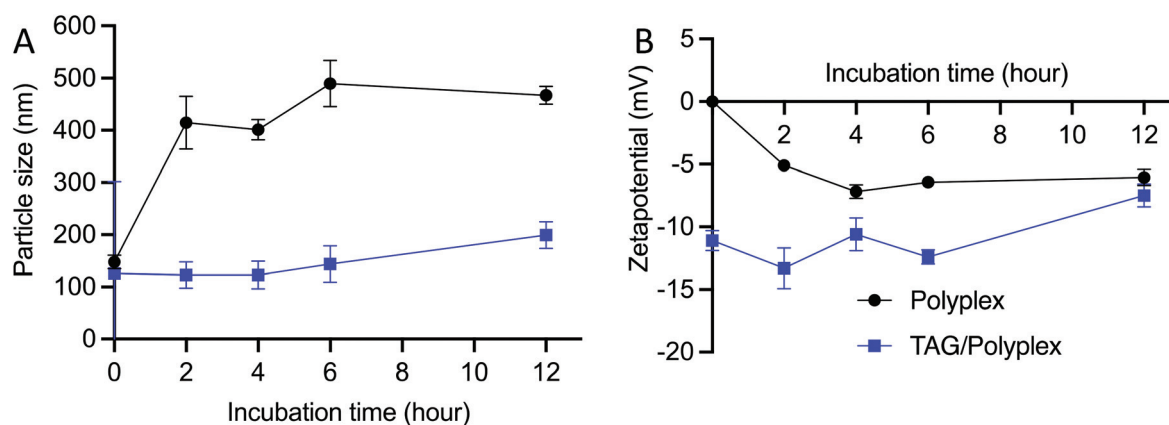 A
Particle size (nm)
600
500
400
300
200
100
0
0 2 4 6 8 10 12
Incubation time (hour)
B
Zetapotential (mV)
5
0
-5
-10
-15
-20
Incubation time (hour)
2 4 6 8 10 12
Polyplex
TAG/Polyplex